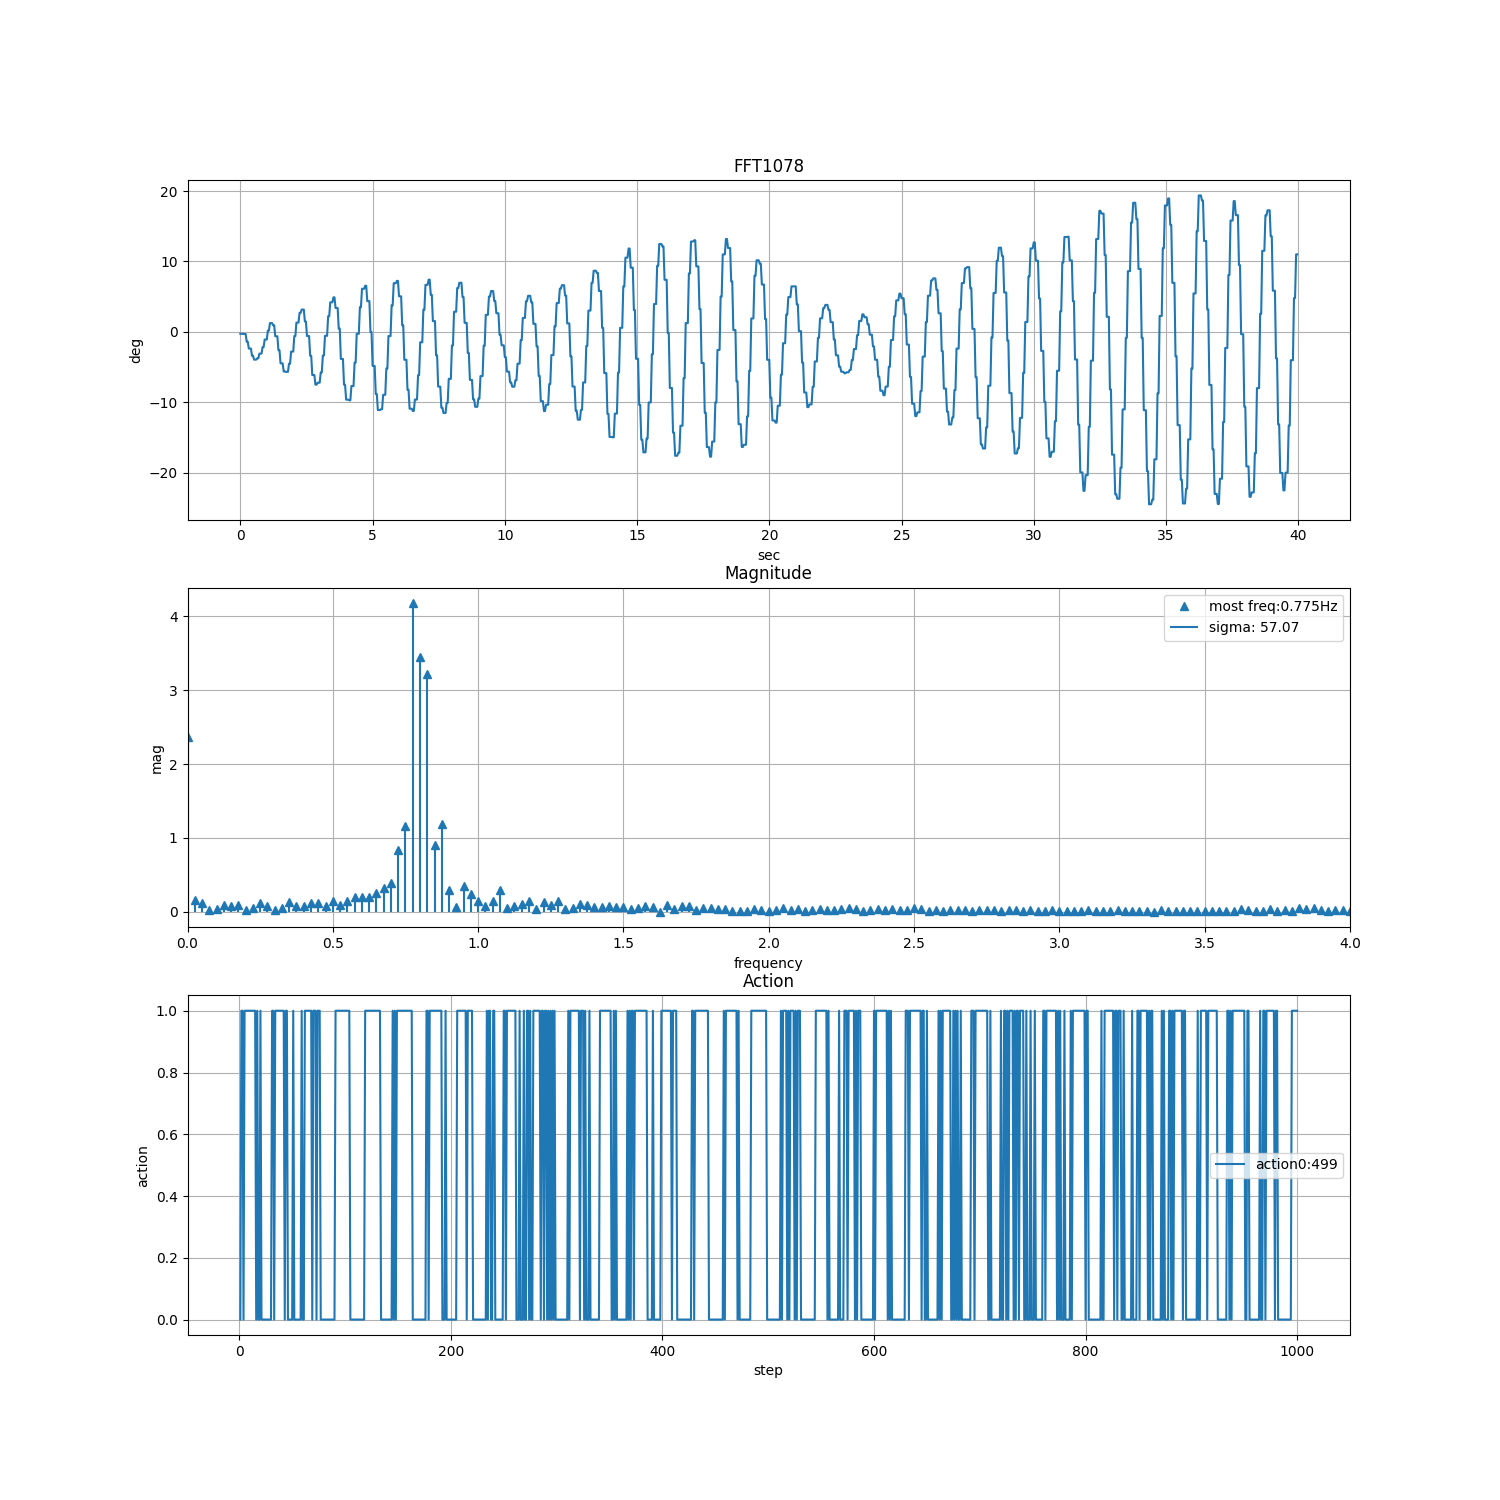 FFT1078
20
10
0
−10
−20
deg
0 5 10 15 20 25 30 35 40
sec
Magnitude
most freq:0.775Hz
sigma: 57.07
4
3
2
1
0
mag
0.0 0.5 1.0 1.5 2.0 2.5 3.0 3.5 4.0
frequency
Action
1.0
0.8
0.6
0.4
0.2
0.0
action
action0:499
0 200 400 600 800 1000
step